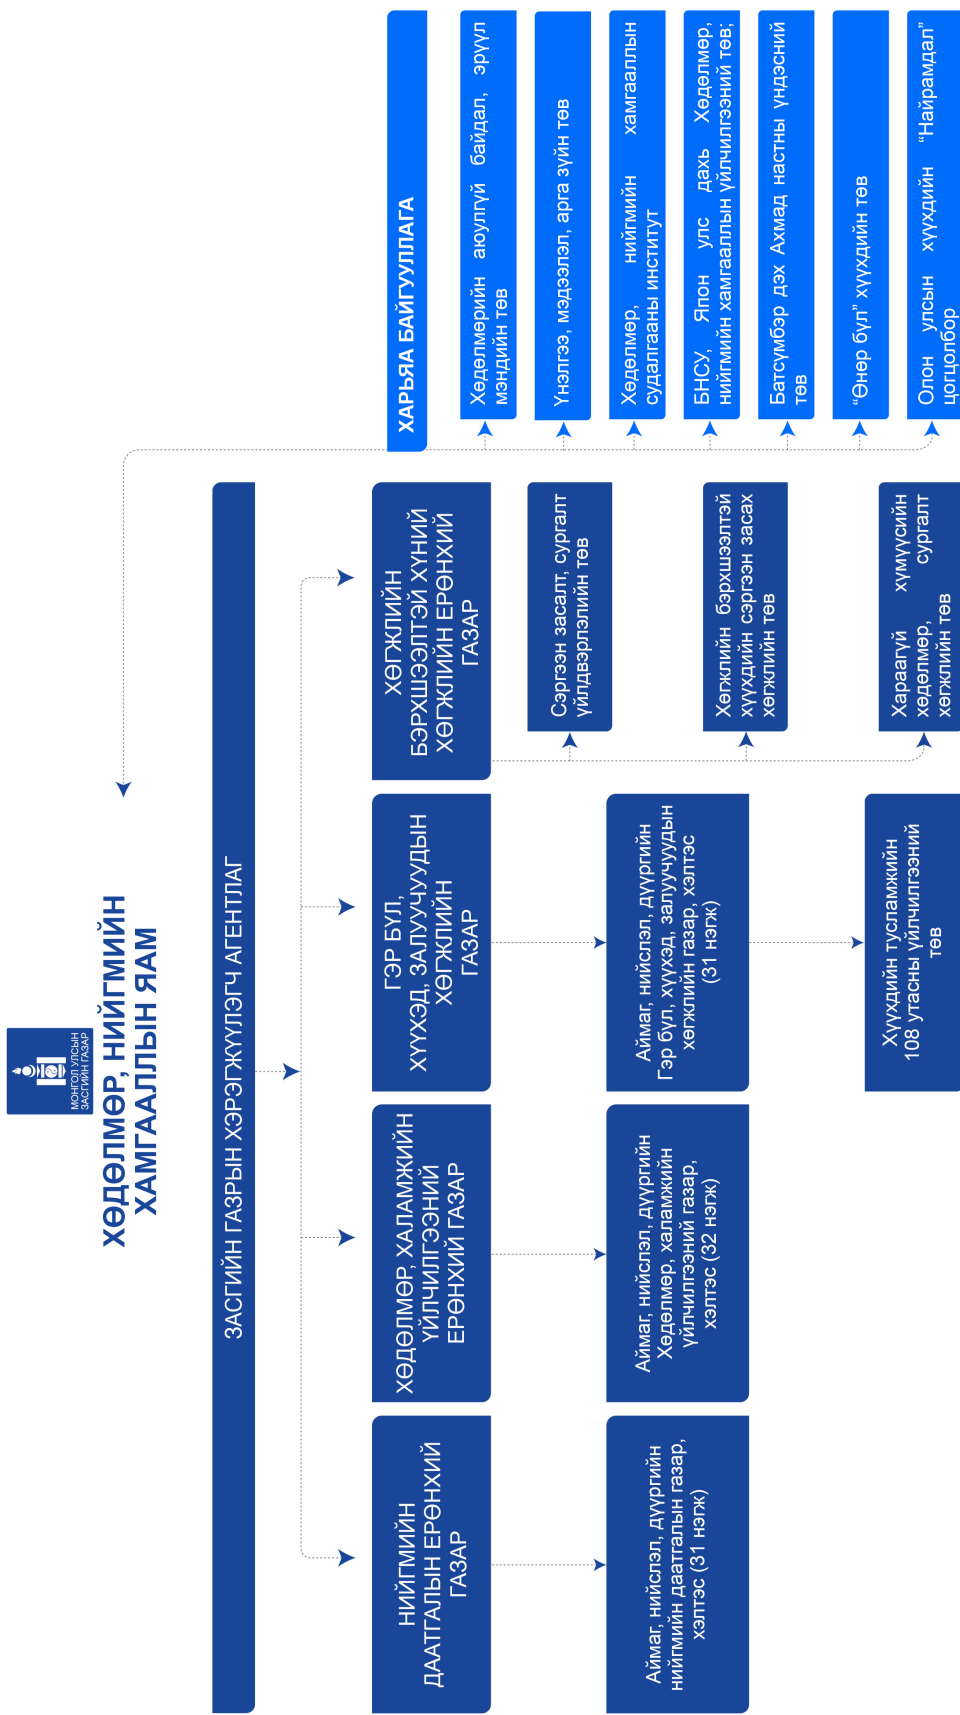 МОНГОЛ УЛСЫН
ЗАСГИЙН ГАЗАР
ХӨДӨЛМӨР, НИЙГМИЙН
ХАМГААЛЛЫН ЯАМ
ЗАСГИЙН ГАЗРЫН ХЭРЭГЖҮҮЛЭГЧ АГЕНТЛАГ
НИЙГМИЙН
ДААТГАЛЫН ЕРӨНХИЙ
ГАЗАР
Аймаг, нийслэл, дүүргийн
нийгмийн даатгалын газар,
хэлтэс (31 нэгж)
ХӨДӨЛМӨР, ХАЛАМЖИЙН
ҮЙЛЧИЛГЭЭНИЙ
ЕРӨНХИЙ ГАЗАР
Аймаг, нийслэл, дүүргийн
Хөдөлмөр, халамжийн
үйлчилгээний газар,
хэлтэс (32 нэгж)
ГЭР БҮЛ,
ХҮҮХЭД, ЗАЛУУЧУУДЫН
ХӨГЖЛИЙН
ГАЗАР
Аймаг, нийслэл, дүүргийн
Гэр бүл, хүүхэд, залуучуудын
хөгжлийн газар, хэлтэс
(31 нэгж)
Хүүхдийн тусламжийн
108 утасны үйлчилгээний
төв
ХӨГЖЛИЙН
БЭРХШЭЭЛТЭЙ ХҮНИЙ
ХӨГЖЛИЙН ЕРӨНХИЙ
ГАЗАР
Сэргээн засалт, сургалт
үйлдвэрлэлийн төв
Хөгжлийн бэрхшээлтэй
хүүхдийн сэргээн засах
хөгжлийн төв
Хараагүй хүмүүсийн
хөдөлмөр, сургалт
хөгжлийн төв
ХАРЬЯА БАЙГУУЛЛАГА
Хөдөлмөрийн аюулгүй байдал, эрүүл
мэндийн төв
Үнэлгээ, мэдээлэл, арга зүйн төв
Хөдөлмөр, нийгмийн хамгааллын
судалгааны институт
БНСУ, Япон улс дахь Хөдөлмөр,
нийгмийн хамгааллын үйлчилгээний төв;
Батсүмбэр дэх Ахмад настны үндэсний
төв
“Өнөр бүл” хүүхдийн төв
Олон улсын хүүхдийн “Найрамдал”
цогцолбор